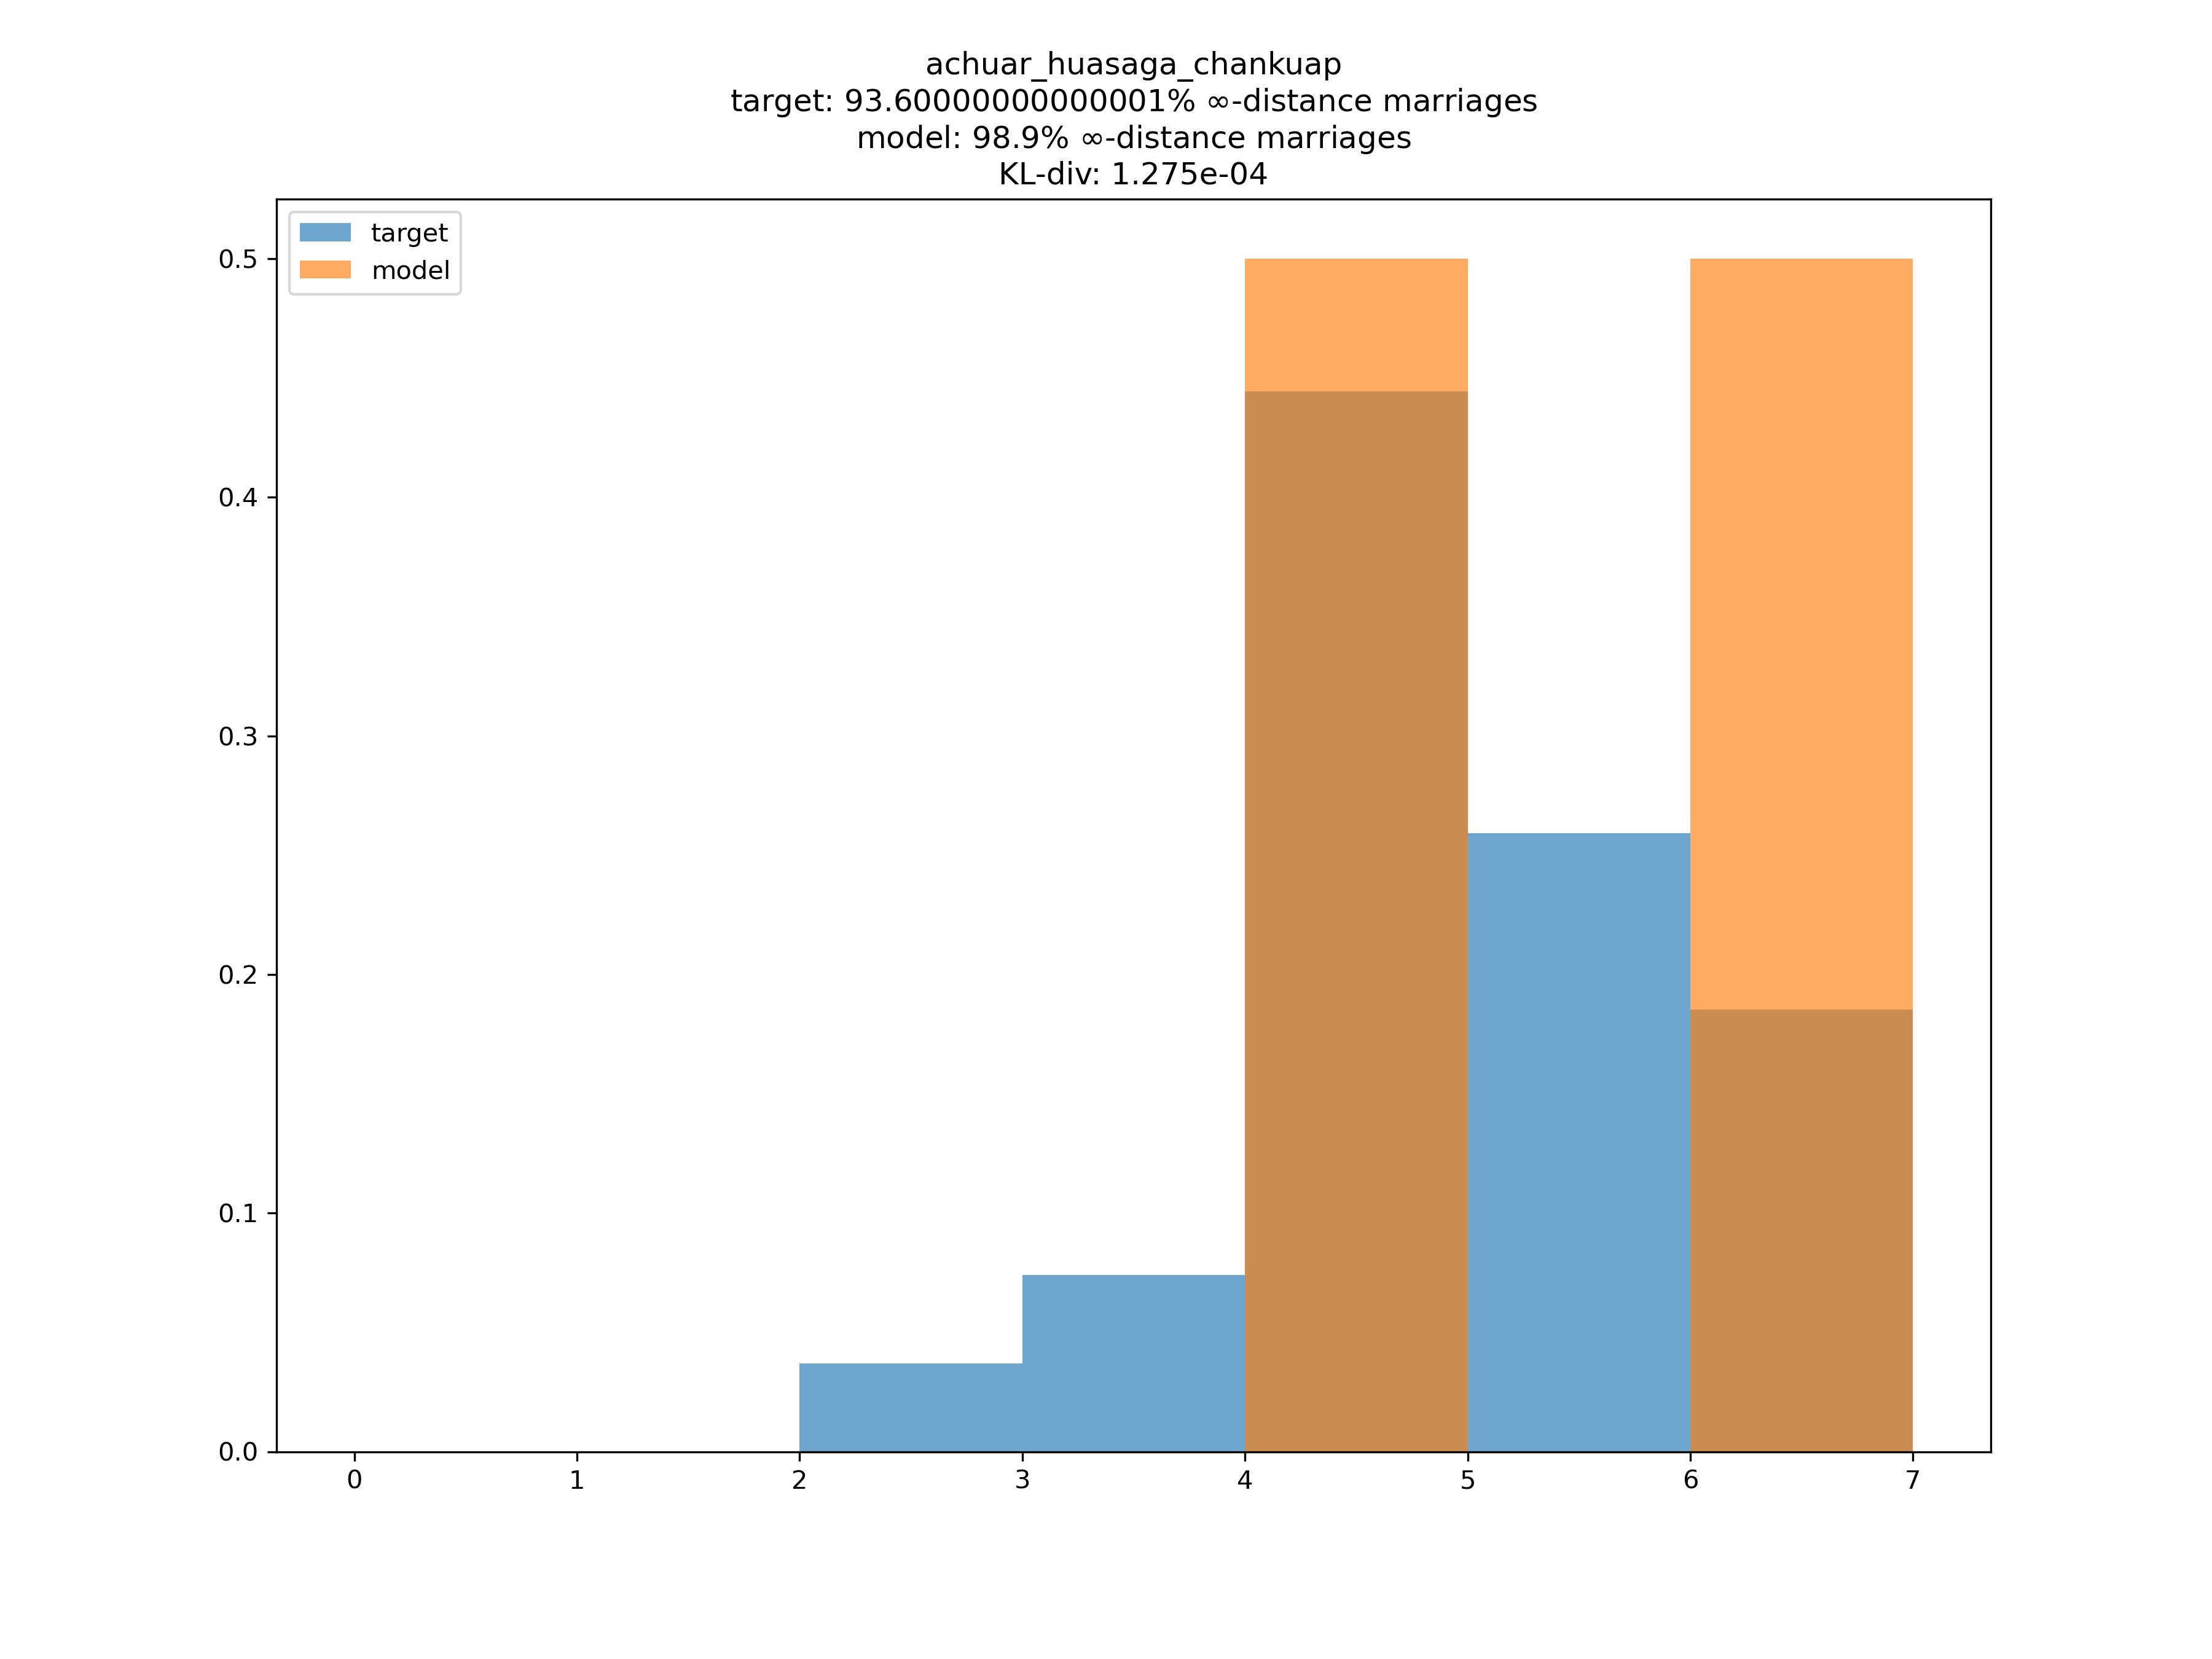 achuar_huasaga_chankuap
target: 93.60000000000001% ∞-distance marriages
model: 98.9% ∞-distance marriages
KL-div: 1.275e-04
target
model
0.5
0.4
0.3
0.2
0.1
0.0
0 1 2 3 4 5 6 7